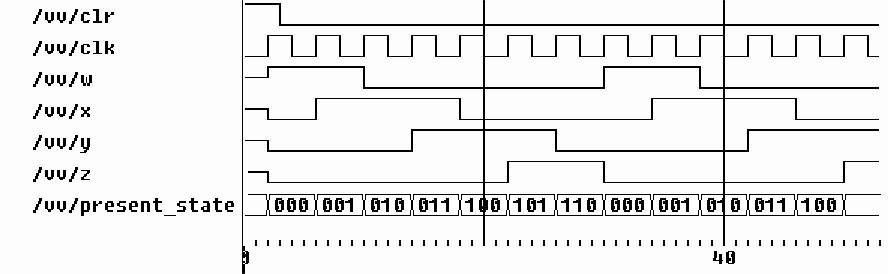 /vv/clr
/vv/clk
/vv/w
/vv/x
/vv/y
/vv/z
/vv/present_state 000 001 010 011 100 101 110 000 001 010 011 100
0 40